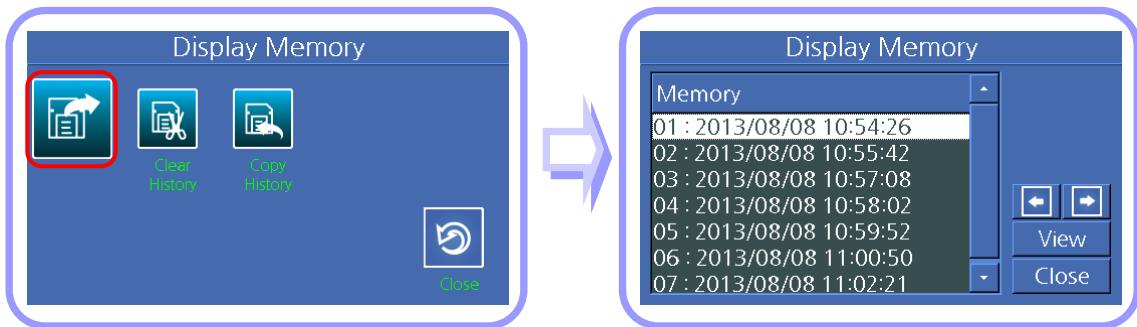 Display Memory
Clear
History
Copy
History
Close
Display Memory
Memory
01 : 2013/08/08 10:54:26
02 : 2013/08/08 10:55:42
03 : 2013/08/08 10:57:08
04 : 2013/08/08 10:58:02
05 : 2013/08/08 10:59:52
06 : 2013/08/08 11:00:50
07 : 2013/08/08 11:02:21
View
Close